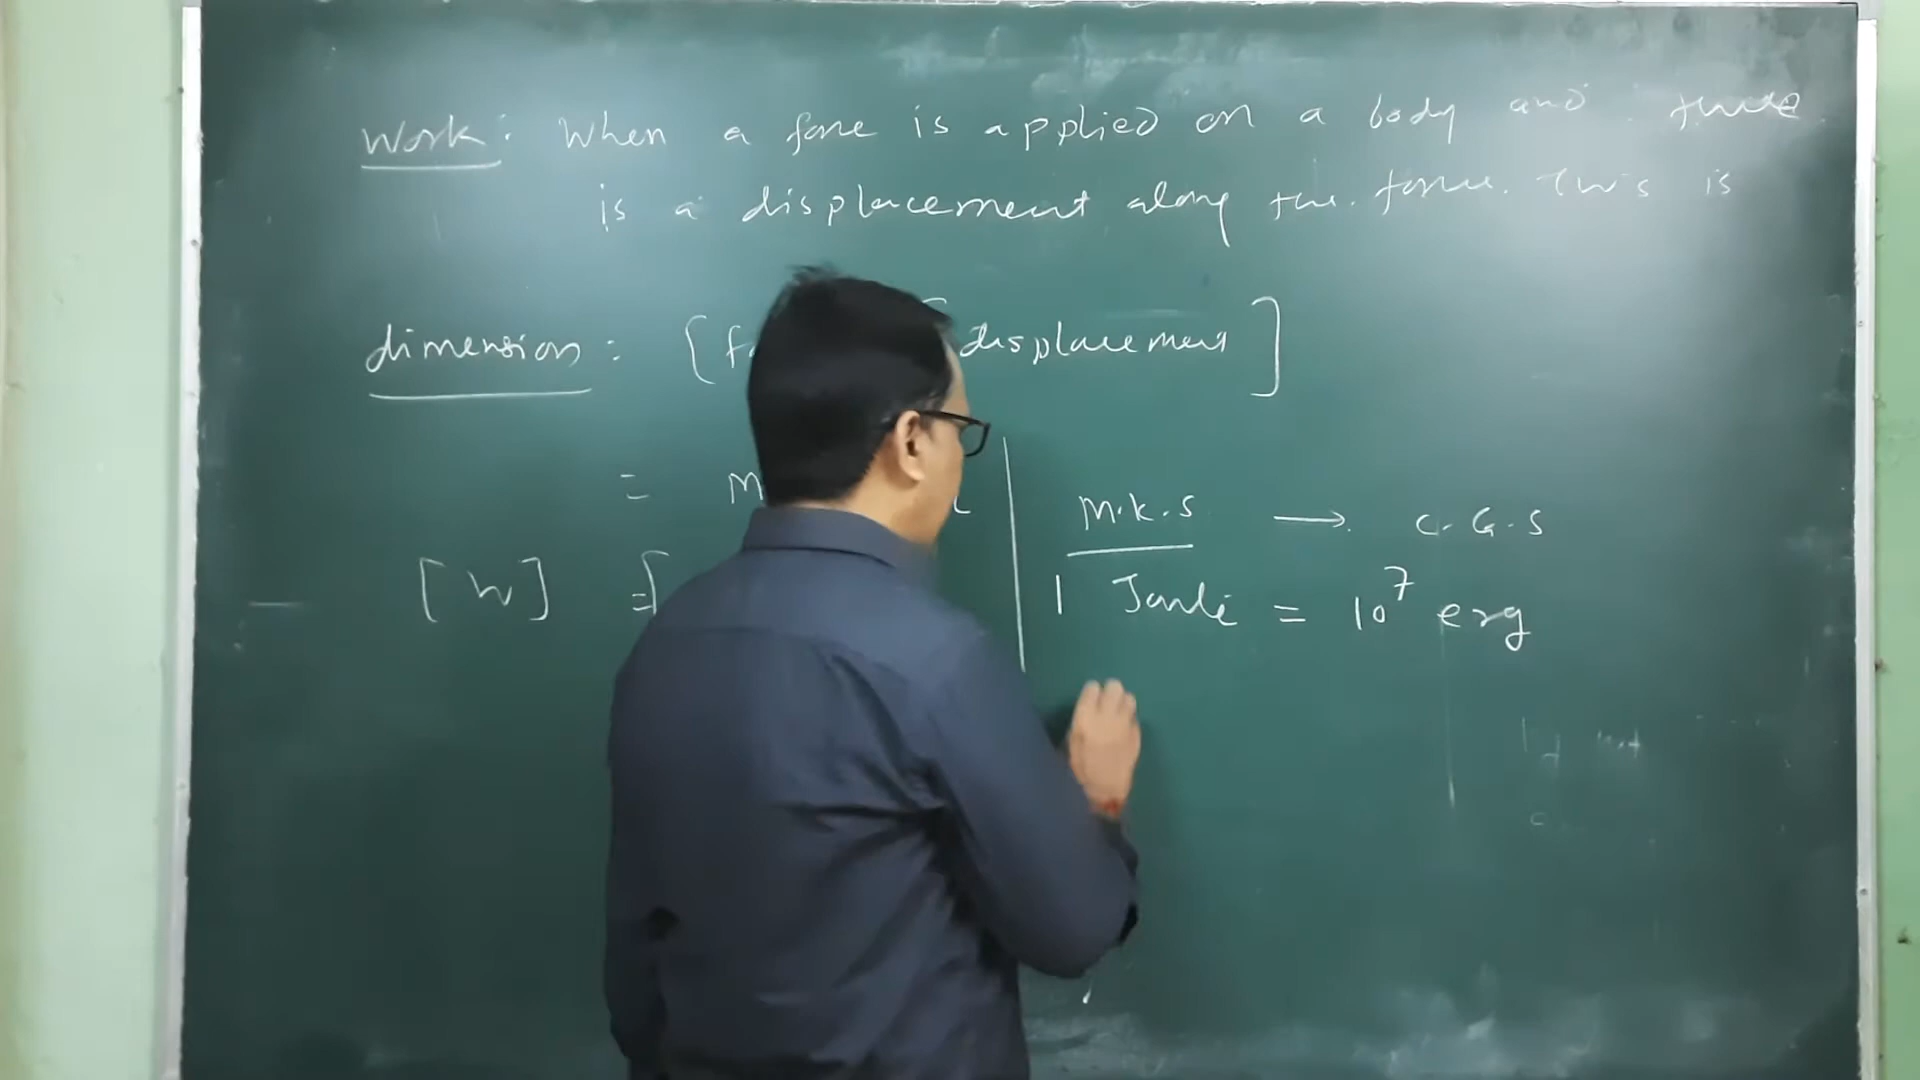 Work: When a force is applied on a body and there
is a displacement along the force. This is
dimension: [ displacement]
= M
M.K.S → C.G.S
[W] = [
1 Joule = 10⁷ erg